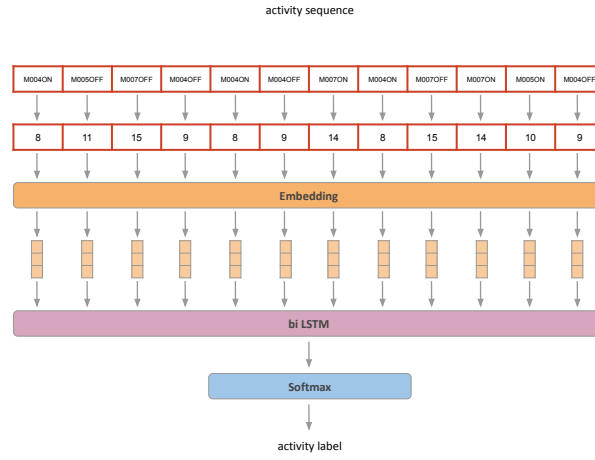 activity sequence
M004ON M005OFF M007OFF M004OFF M004ON M004OFF M007ON M004ON M007OFF M007ON M005ON M004OFF
8 11 15 9 8 9 14 8 15 14 10 9
Embedding
bi LSTM
Softmax
activity label